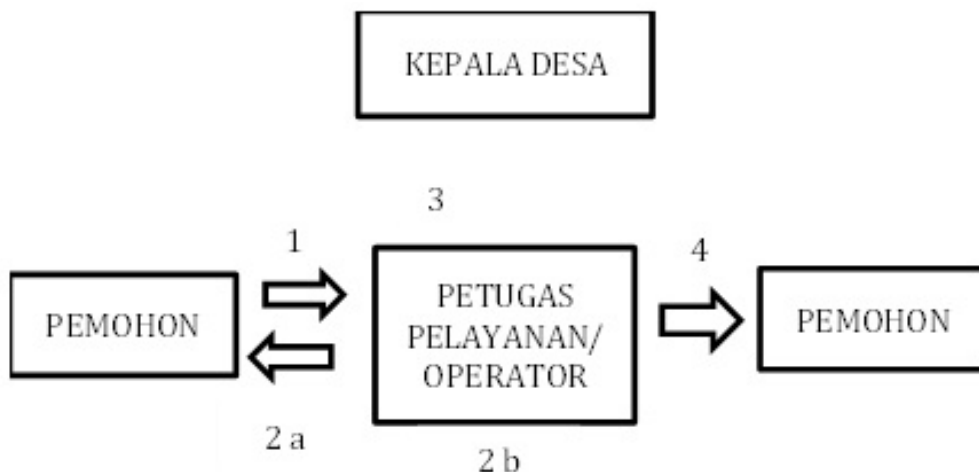 KEPALA DESA
3
1
4
PEMOHON
PETUGAS
PELAYANAN/
OPERATOR
PEMOHON
2 a
2 b